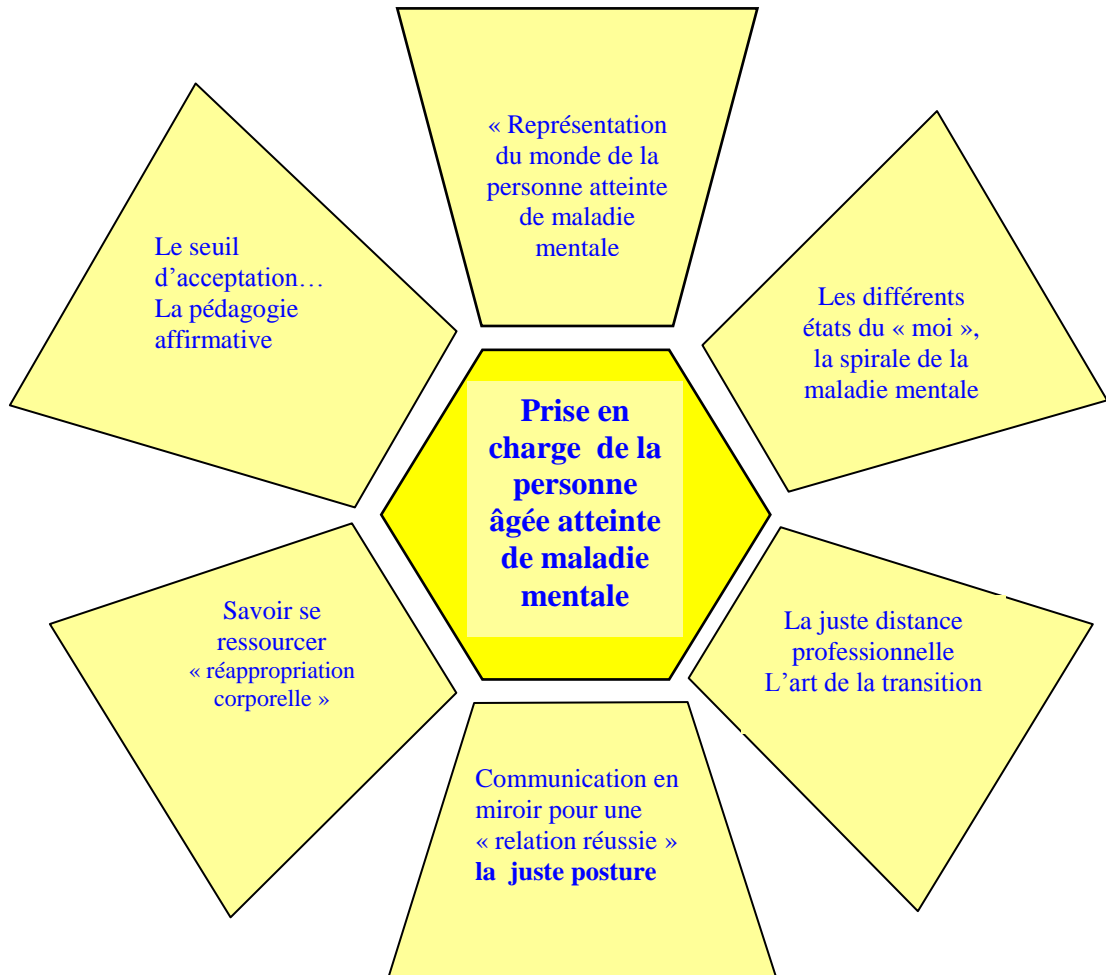 « Représentation
du monde de la
personne atteinte
de maladie
mentale
Les différents
états du « moi »,
la spirale de la
maladie mentale
La juste distance
professionnelle
L’art de la transition
Communication en
miroir pour une
« relation réussie »
la juste posture
Savoir se
ressourcer
« réappropriation
corporelle »
Le seuil
d’acceptation…
La pédagogie
affirmative
Prise en
charge de la
personne
âgée atteinte
de maladie
mentale